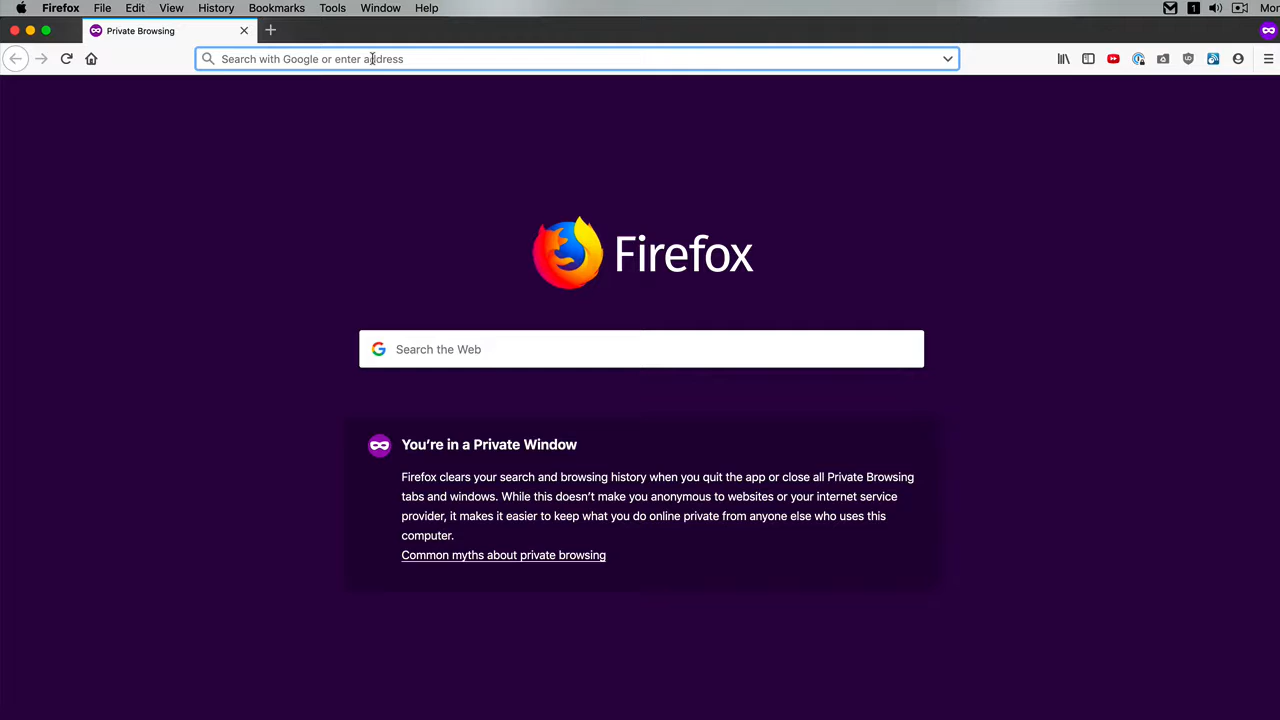 Firefox File Edit View History Bookmarks Tools Window Help 1 Mon
Private Browsing
Search with Google or enter address
Firefox
Search the Web
You're in a Private Window
Firefox clears your search and browsing history when you quit the app or close all Private Browsing
tabs and windows. While this doesn't make you anonymous to websites or your internet service
provider, it makes it easier to keep what you do online private from anyone else who uses this
computer.
Common myths about private browsing